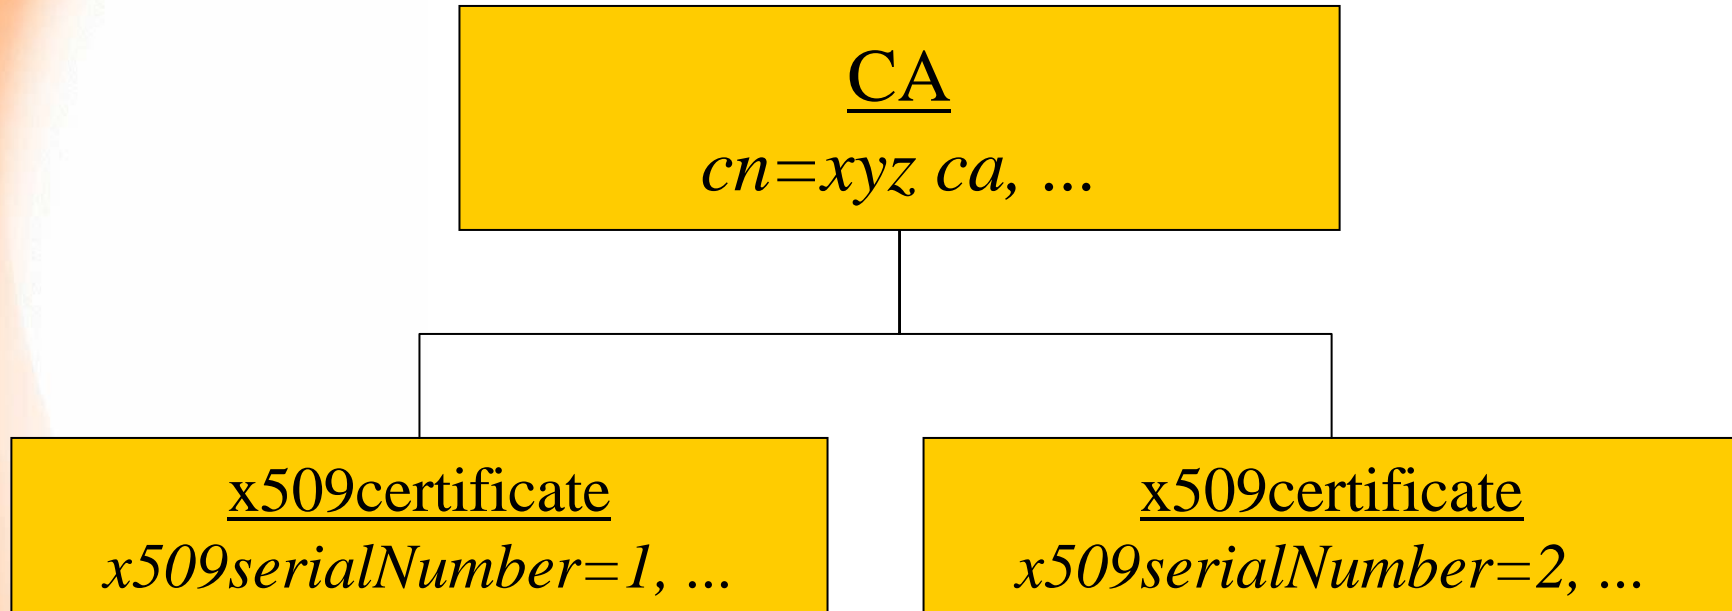 CA
cn=xyz ca, ...
x509certificate
x509serialNumber=1, ...
x509certificate
x509serialNumber=2, ...